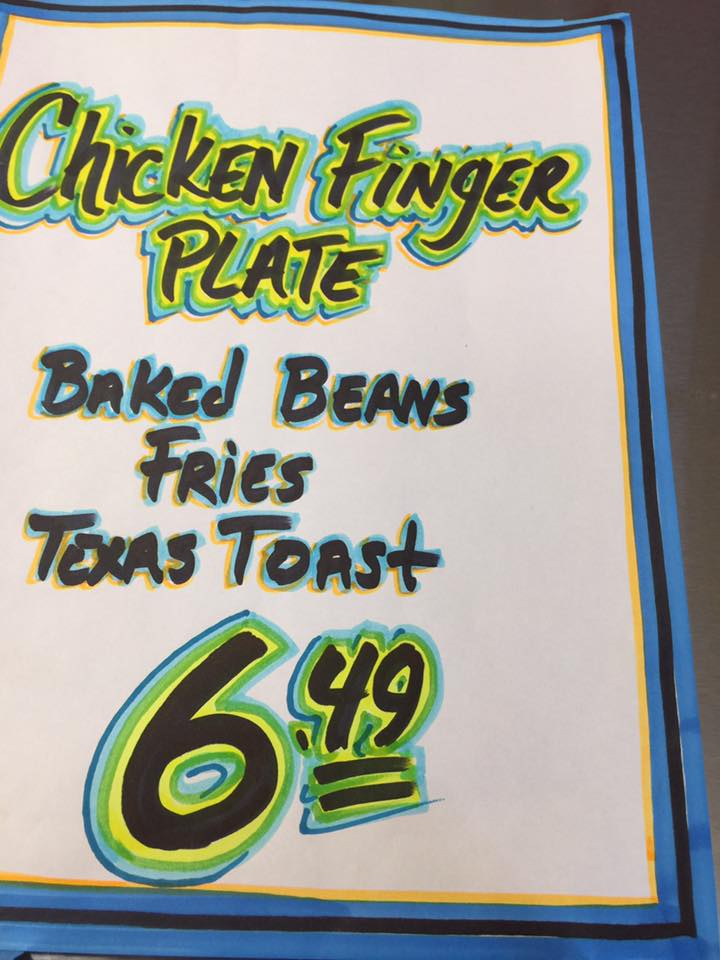 Chicken Finger
Plate
Baked Beans
Fries
Texas Toast
6.49